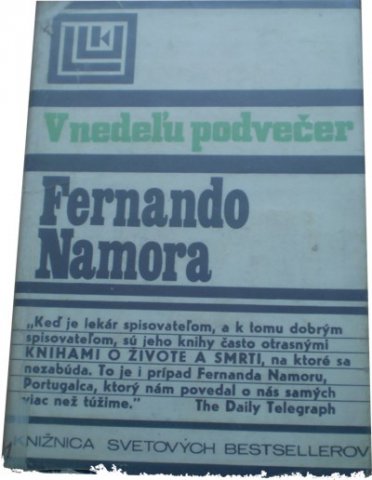 V nedeľu podvečer
Fernando
Namora
„Keď je lekár spisovateľom, a k tomu dobrým
spisovateľom, sú jeho knihy často otrasnými
KNIHAMI O ŽIVOTE A SMRTI, na ktoré sa
nezabúda. To je i prípad Fernanda Namoru,
Portugalca, ktorý nám povedal o nás samých
viac než túžime.“ The Daily Telegraph
KNIŽNICA SVETOVÝCH BESTSELLEROV